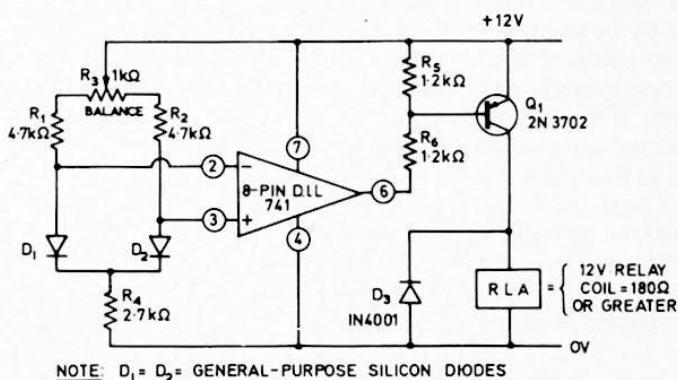 +12V
R3 1kΩ
BALANCE
R1
4·7kΩ
R2
4·7kΩ
R5
1·2kΩ
R6
1·2kΩ
Q1
2N 3702
2
−
7
8-PIN D.I.L
741
6
3
+
4
D1
D2
R4
2·7kΩ
D3
IN4001
RLA
=
12V RELAY
COIL = 180Ω
OR GREATER
0V
NOTE: D1 = D2 = GENERAL-PURPOSE SILICON DIODES